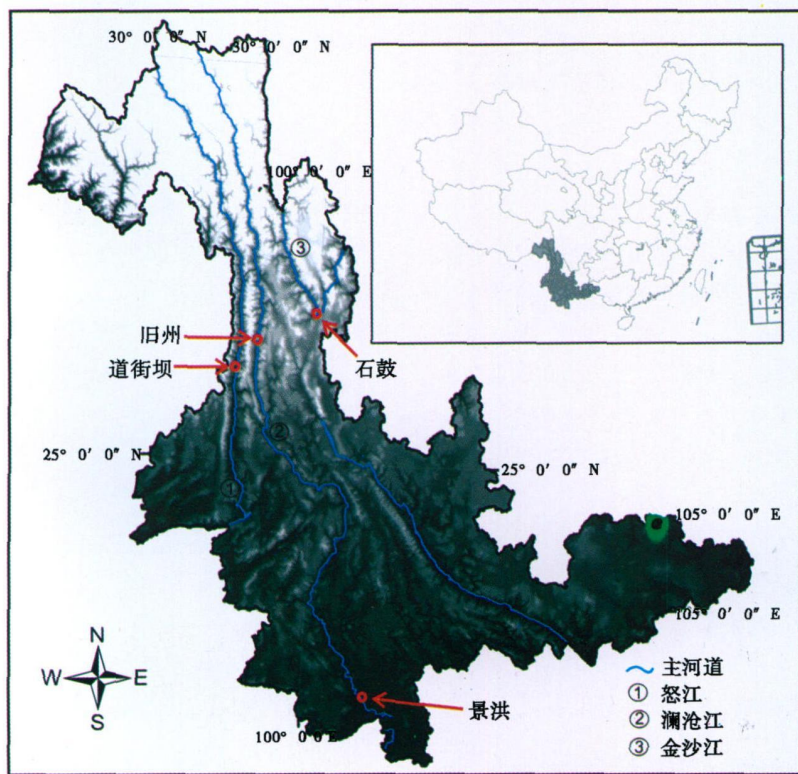 30° 0′ 0″ N
30° 0′ 0″ N
100° 0′ 0″ E
③
旧州
道街坝
石鼓
②
25° 0′ 0″ N
25° 0′ 0″ N
①
105° 0′ 0″ E
105° 0′ 0″ E
N
W E
S
景洪
100° 0′0″E
主河道
① 怒江
② 澜沧江
③ 金沙江